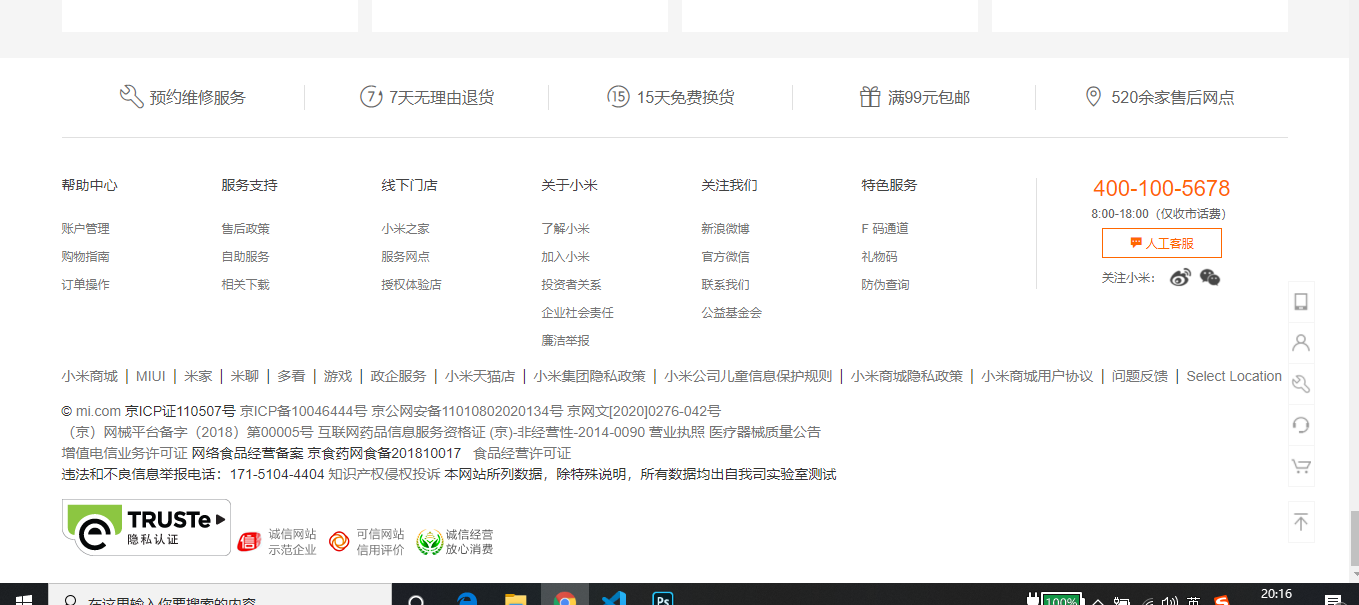 预约维修服务
7 7天无理由退货
15 15天免费换货
满99元包邮
520余家售后网点
帮助中心
账户管理
购物指南
订单操作
服务支持
售后政策
自助服务
相关下载
线下门店
小米之家
服务网点
授权体验店
关于小米
了解小米
加入小米
投资者关系
企业社会责任
廉洁举报
关注我们
新浪微博
官方微信
联系我们
公益基金会
特色服务
F 码通道
礼物码
防伪查询
400-100-5678
8:00-18:00（仅收市话费）
人工客服
关注小米：
小米商城 | MIUI | 米家 | 米聊 | 多看 | 游戏 | 政企服务 | 小米天猫店 | 小米集团隐私政策 | 小米公司儿童信息保护规则 | 小米商城隐私政策 | 小米商城用户协议 | 问题反馈 | Select Location
© mi.com 京ICP证110507号 京ICP备10046444号 京公网安备11010802020134号 京网文[2020]0276-042号
（京）网械平台备字（2018）第00005号 互联网药品信息服务资格证 (京)-非经营性-2014-0090 营业执照 医疗器械质量公告
增值电信业务许可证 网络食品经营备案 京食药网食备201810017 食品经营许可证
违法和不良信息举报电话：171-5104-4404 知识产权侵权投诉 本网站所列数据，除特殊说明，所有数据均出自我司实验室测试
TRUSTe
隐私认证
信
诚信网站
示范企业
可信网站
信用评价
诚信经营
放心消费
在这里输入你要搜索的内容
Ps
100%
英
20:16